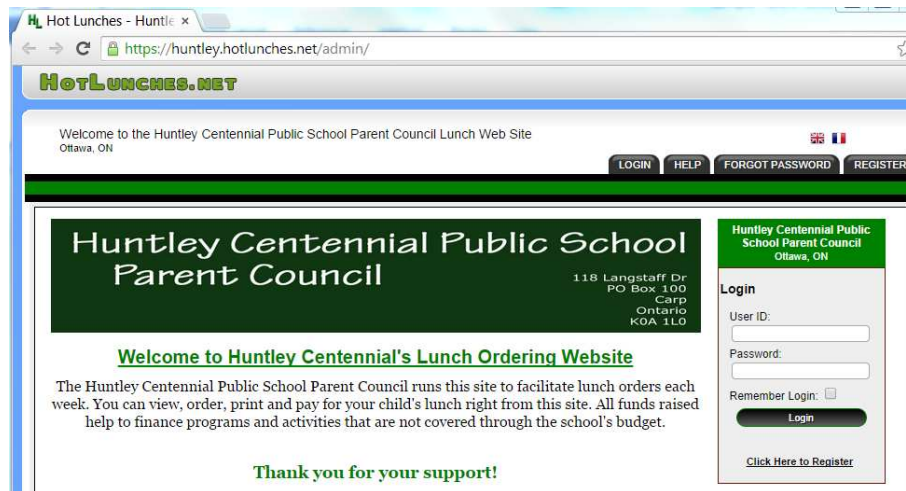 Hot Lunches - Huntle
https://huntley.hotlunches.net/admin/
HOTLUNCHES.NET
Welcome to the Huntley Centennial Public School Parent Council Lunch Web Site
Ottawa, ON
LOGIN HELP FORGOT PASSWORD REGISTER
Huntley Centennial Public School
Parent Council
118 Langstaff Dr
PO Box 100
Carp
Ontario
K0A 1L0
Welcome to Huntley Centennial's Lunch Ordering Website
The Huntley Centennial Public School Parent Council runs this site to facilitate lunch orders each
week. You can view, order, print and pay for your child's lunch right from this site. All funds raised
help to finance programs and activities that are not covered through the school's budget.
Thank you for your support!
Huntley Centennial Public
School Parent Council
Ottawa, ON
Login
User ID:
Password:
Remember Login:
Login
Click Here to Register